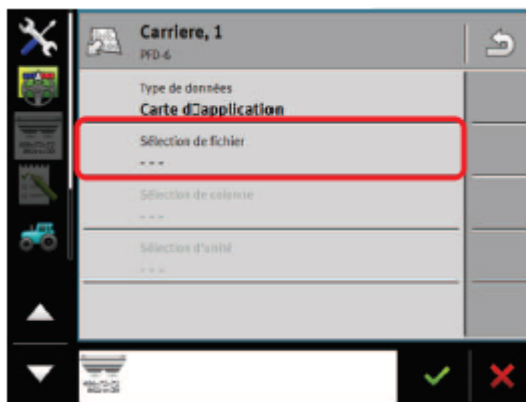 Carriere, 1
PFD-6
Type de données
Carte d□application
Sélection de fichier
---
Sélection de colonne
---
Sélection d'unité
---